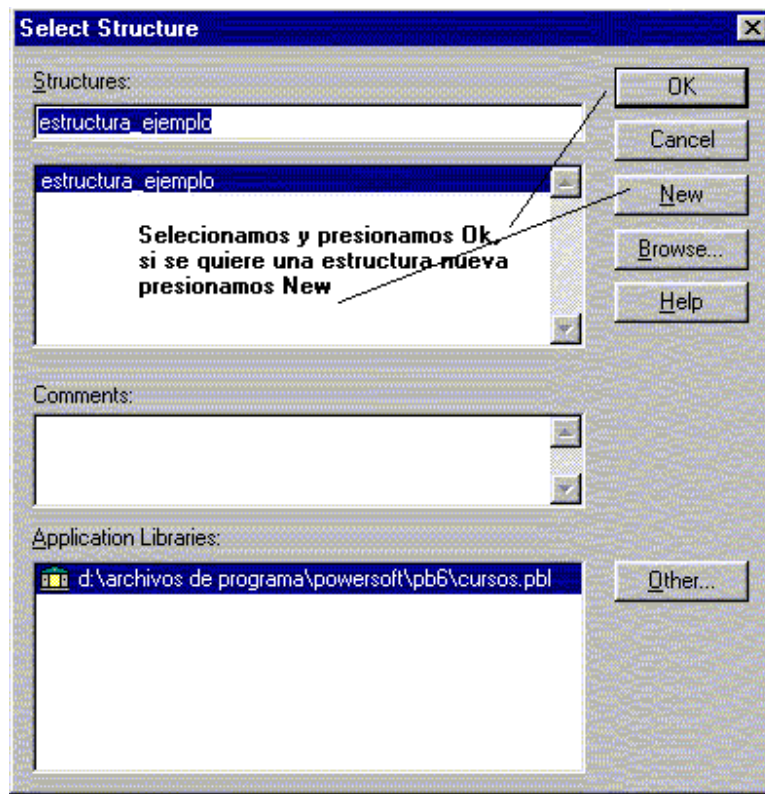 Select Structure
Structures:
OK
estructura_ejemplo
Cancel
estructura_ejemplo
New
Selecionamos y presionamos Ok,
si se quiere una estructura nueva
presionamos New
Browse...
Help
Comments:
Application Libraries:
d:\archivos de programa\powersoft\pb6\cursos.pbl
Other...